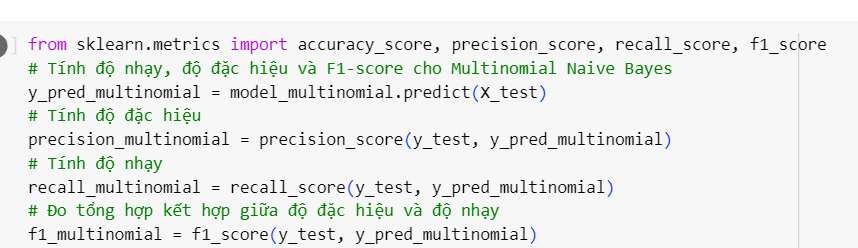 from sklearn.metrics import accuracy_score, precision_score, recall_score, f1_score
# Tính độ nhạy, độ đặc hiệu và F1-score cho Multinomial Naive Bayes
y_pred_multinomial = model_multinomial.predict(X_test)
# Tính độ đặc hiệu
precision_multinomial = precision_score(y_test, y_pred_multinomial)
# Tính độ nhạy
recall_multinomial = recall_score(y_test, y_pred_multinomial)
# Đo tổng hợp kết hợp giữa độ đặc hiệu và độ nhạy
f1_multinomial = f1_score(y_test, y_pred_multinomial)